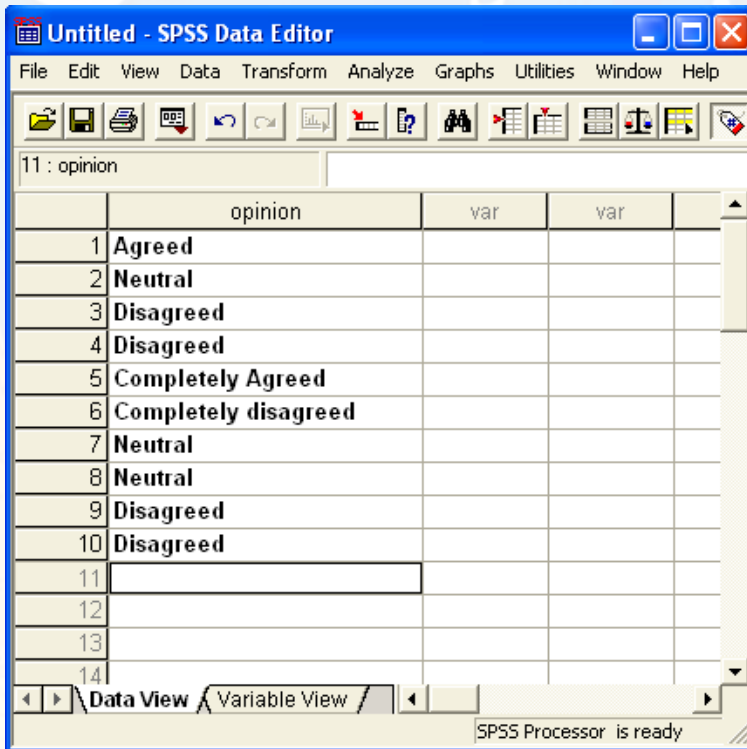 Untitled - SPSS Data Editor
File Edit View Data Transform Analyze Graphs Utilities Window Help
11 : opinion
opinion var var
1 Agreed
2 Neutral
3 Disagreed
4 Disagreed
5 Completely Agreed
6 Completely disagreed
7 Neutral
8 Neutral
9 Disagreed
10 Disagreed
11
12
13
14
Data View Variable View
SPSS Processor is ready